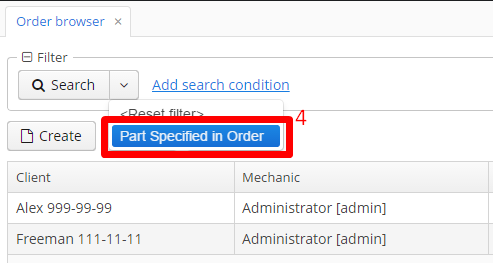 Order browser ×
Filter
Search Add search condition
<Reset filter>
4
Create
Part Specified in Order
Client Mechanic
Alex 999-99-99 Administrator [admin]
Freeman 111-11-11 Administrator [admin]